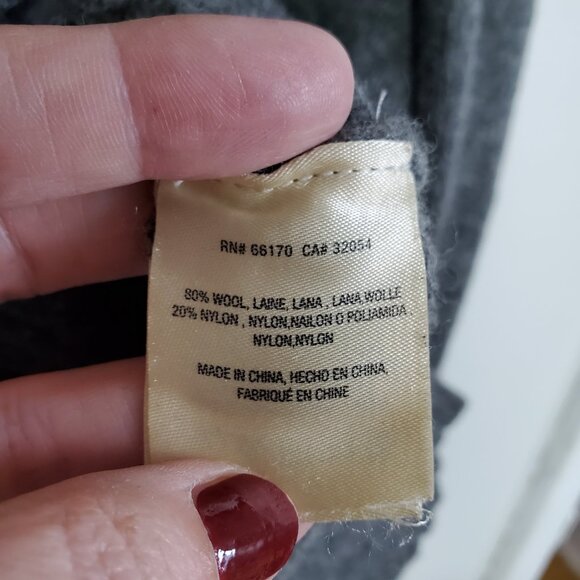 RN# 66170 CA# 32054
80% WOOL, LAINE, LANA , LANA,WOLLE
20% NYLON , NYLON,NAILON O POLIAMIDA ,
NYLON,NYLON
MADE IN CHINA, HECHO EN CHINA,
FABRIQUÉ EN CHINE